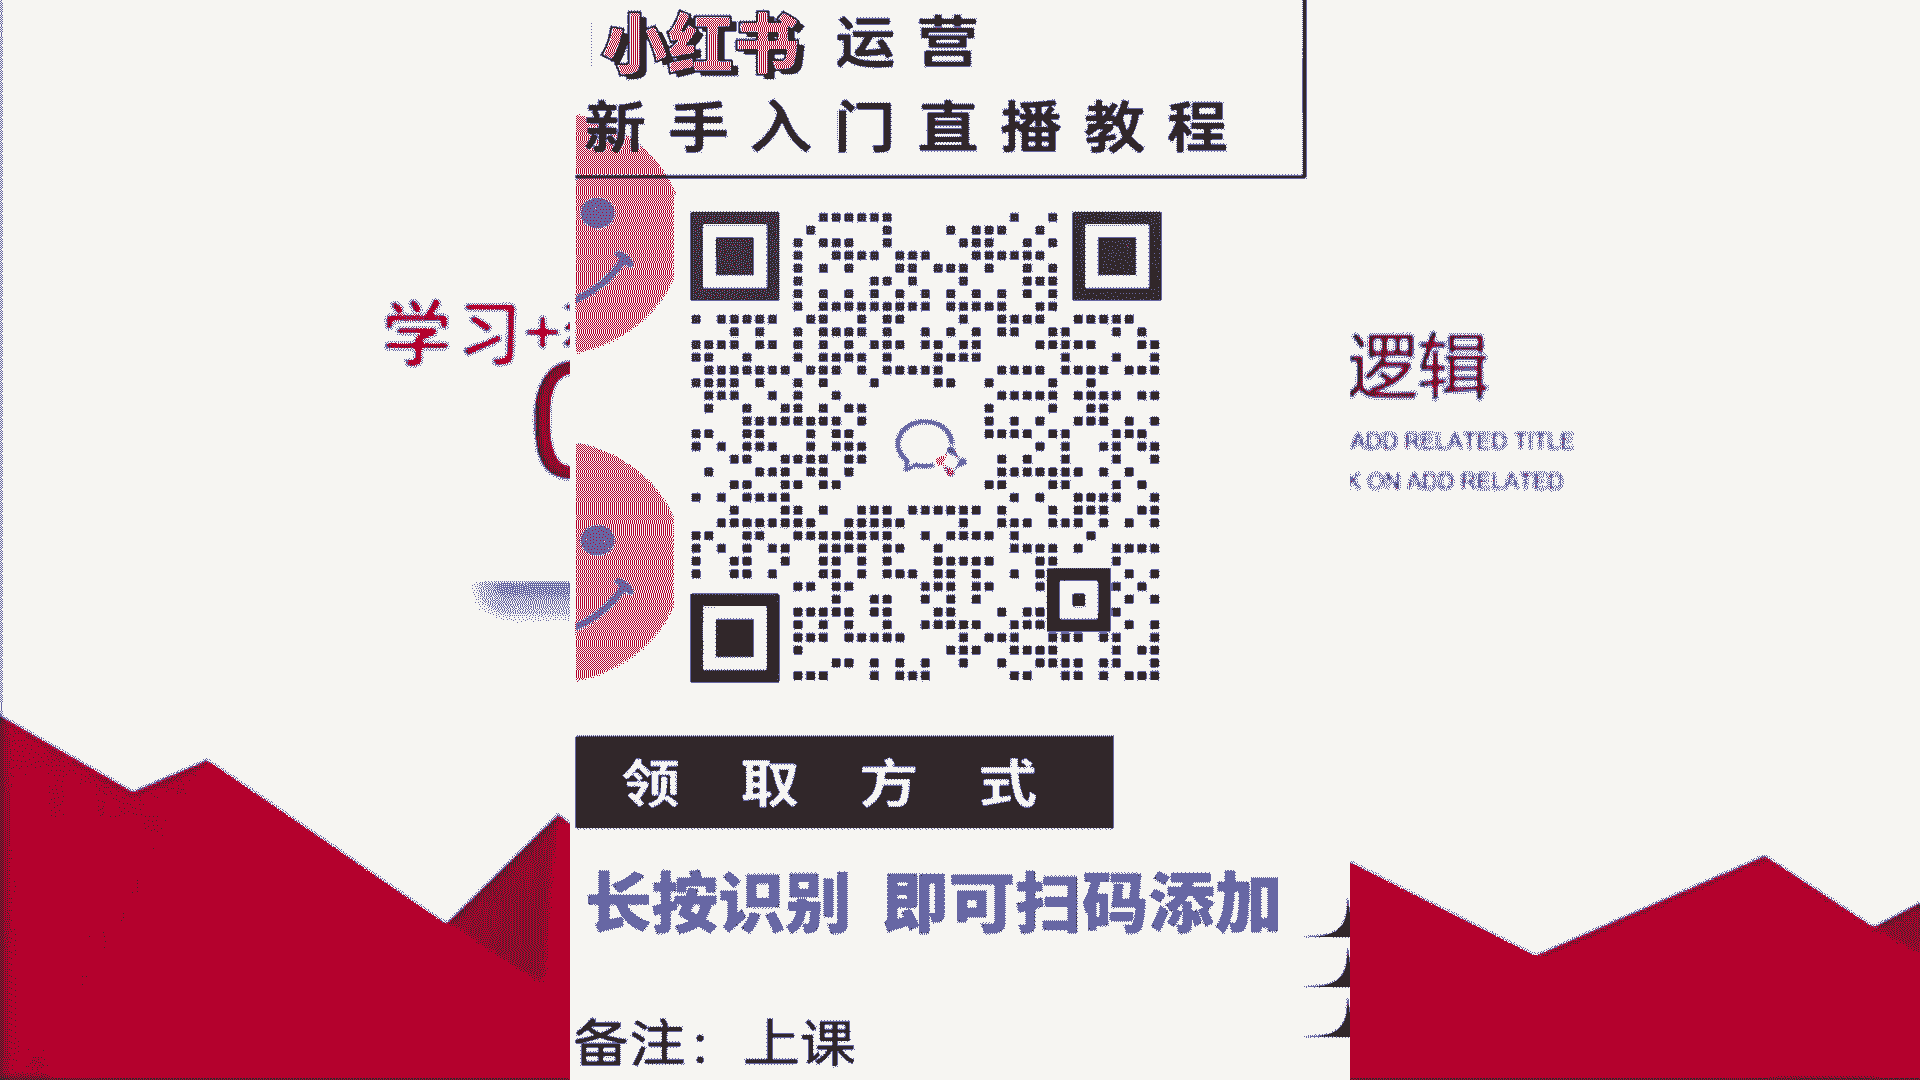 小红书 运营
新手入门直播教程
学习+
逻辑
ADD RELATED TITLE
K ON ADD RELATED
领取方式
长按识别 即可扫码添加
备注：上课